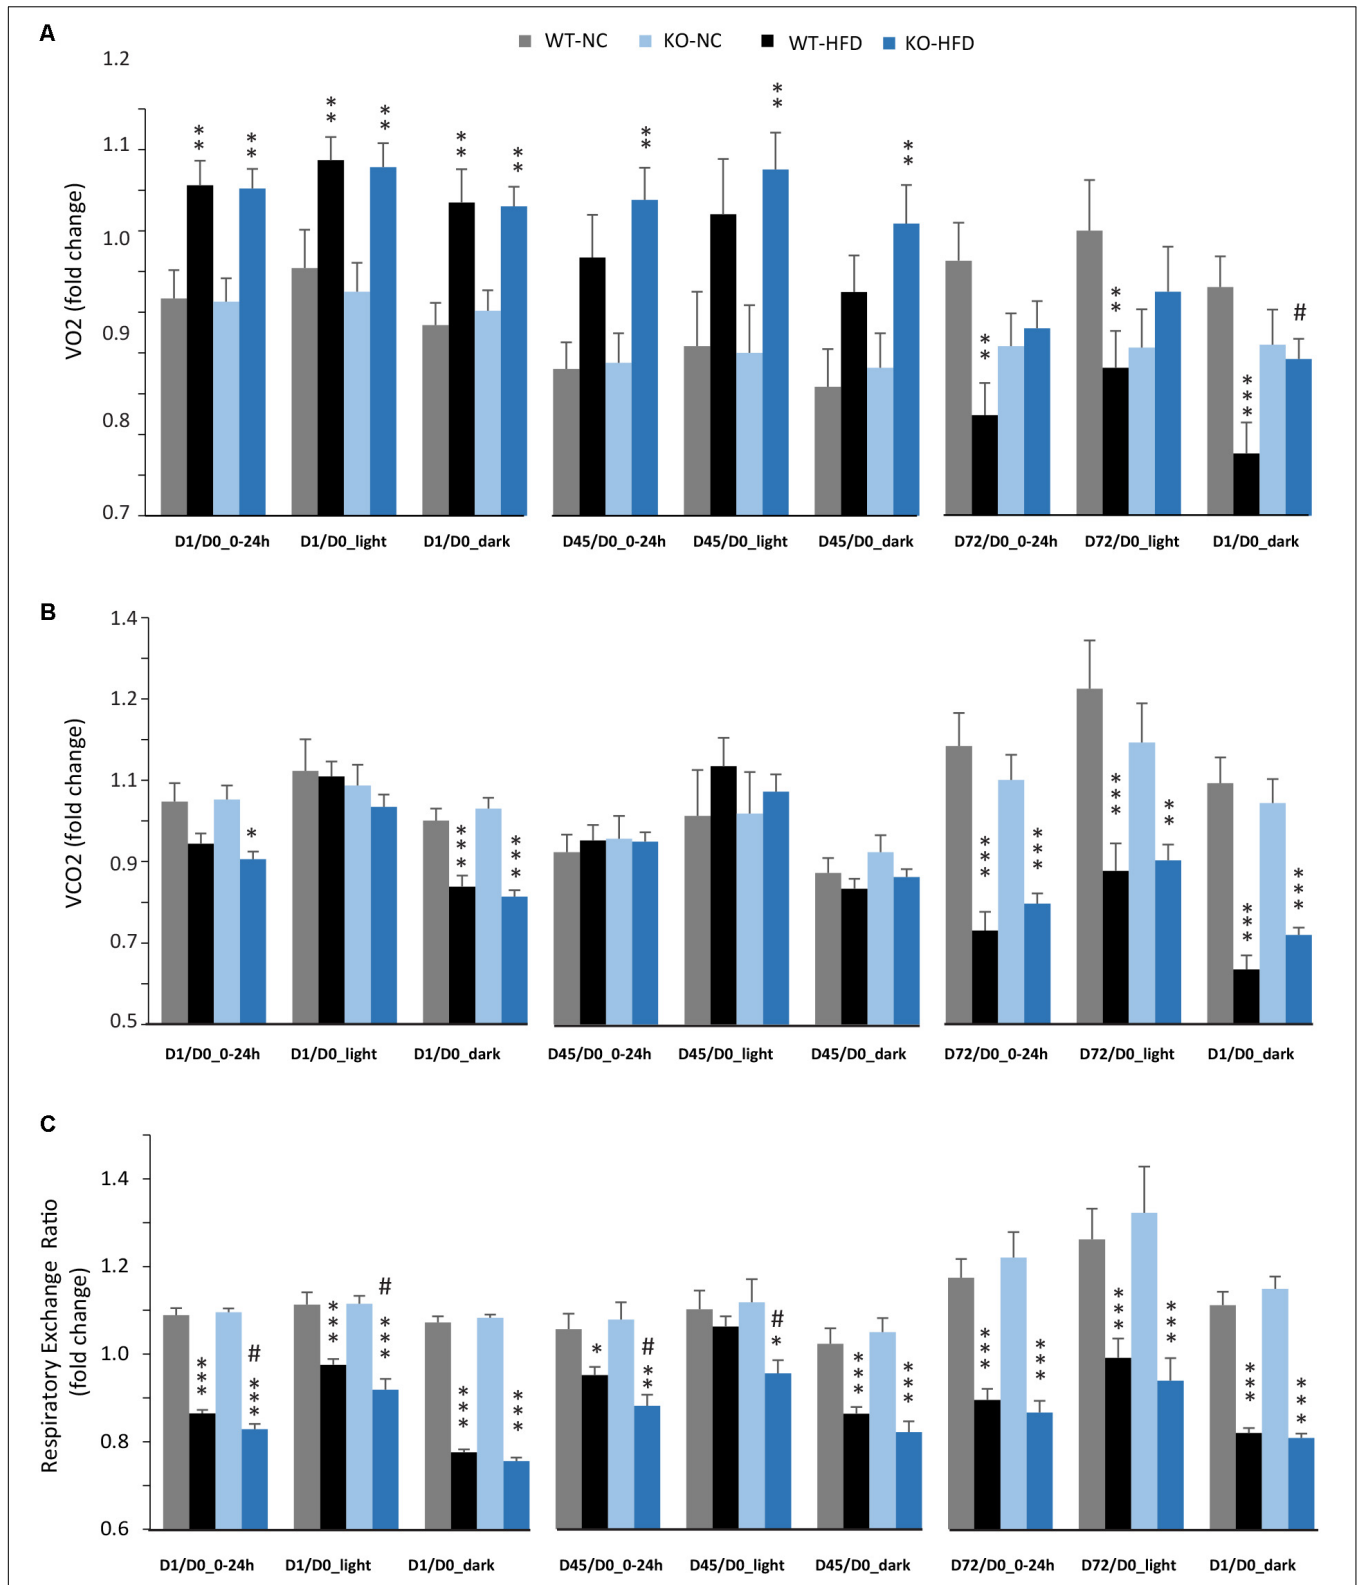 A
WT-NC KO-NC WT-HFD KO-HFD
VO2 (fold change)
1.2
1.1
1.0
0.9
0.8
0.7
** ** ** ** ** ** ** ** ** ** ** *** #
D1/D0_0-24h D1/D0_light D1/D0_dark D45/D0_0-24h D45/D0_light D45/D0_dark D72/D0_0-24h D72/D0_light D1/D0_dark
B
VCO2 (fold change)
1.4
1.2
1.1
0.9
0.7
0.5
* *** *** *** *** *** ** *** ***
D1/D0_0-24h D1/D0_light D1/D0_dark D45/D0_0-24h D45/D0_light D45/D0_dark D72/D0_0-24h D72/D0_light D1/D0_dark
C
Respiratory Exchange Ratio
(fold change)
1.4
1.2
1.0
0.8
0.6
*** # *** *** # *** *** *** * # ** # * *** *** *** *** *** *** *** ***
D1/D0_0-24h D1/D0_light D1/D0_dark D45/D0_0-24h D45/D0_light D45/D0_dark D72/D0_0-24h D72/D0_light D1/D0_dark